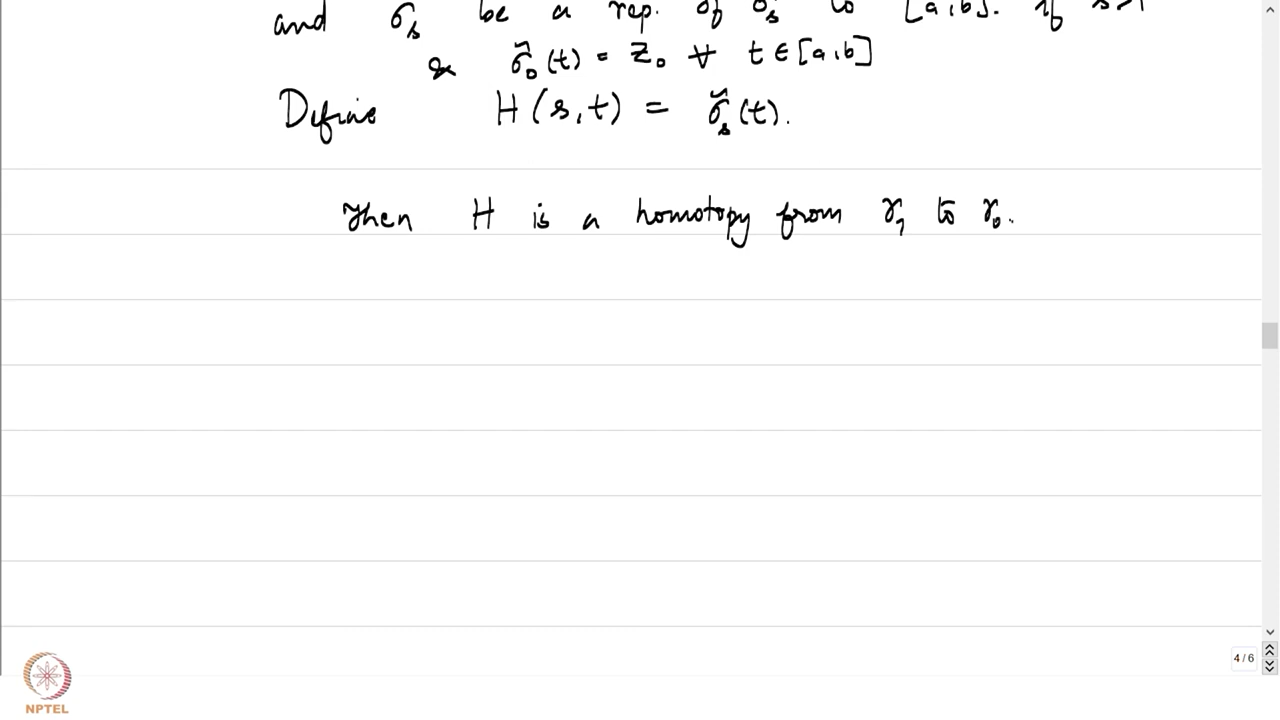 and σ̃ₛ be a rep. of σₛ to [a,b]. if s>
& σ̃₀(t) = z₀ ∀ t ∈ [a,b]
Define H(s,t) = σ̃ₛ(t).
Then H is a homotopy from γ₁ to γ₀.
4 / 6
NPTEL